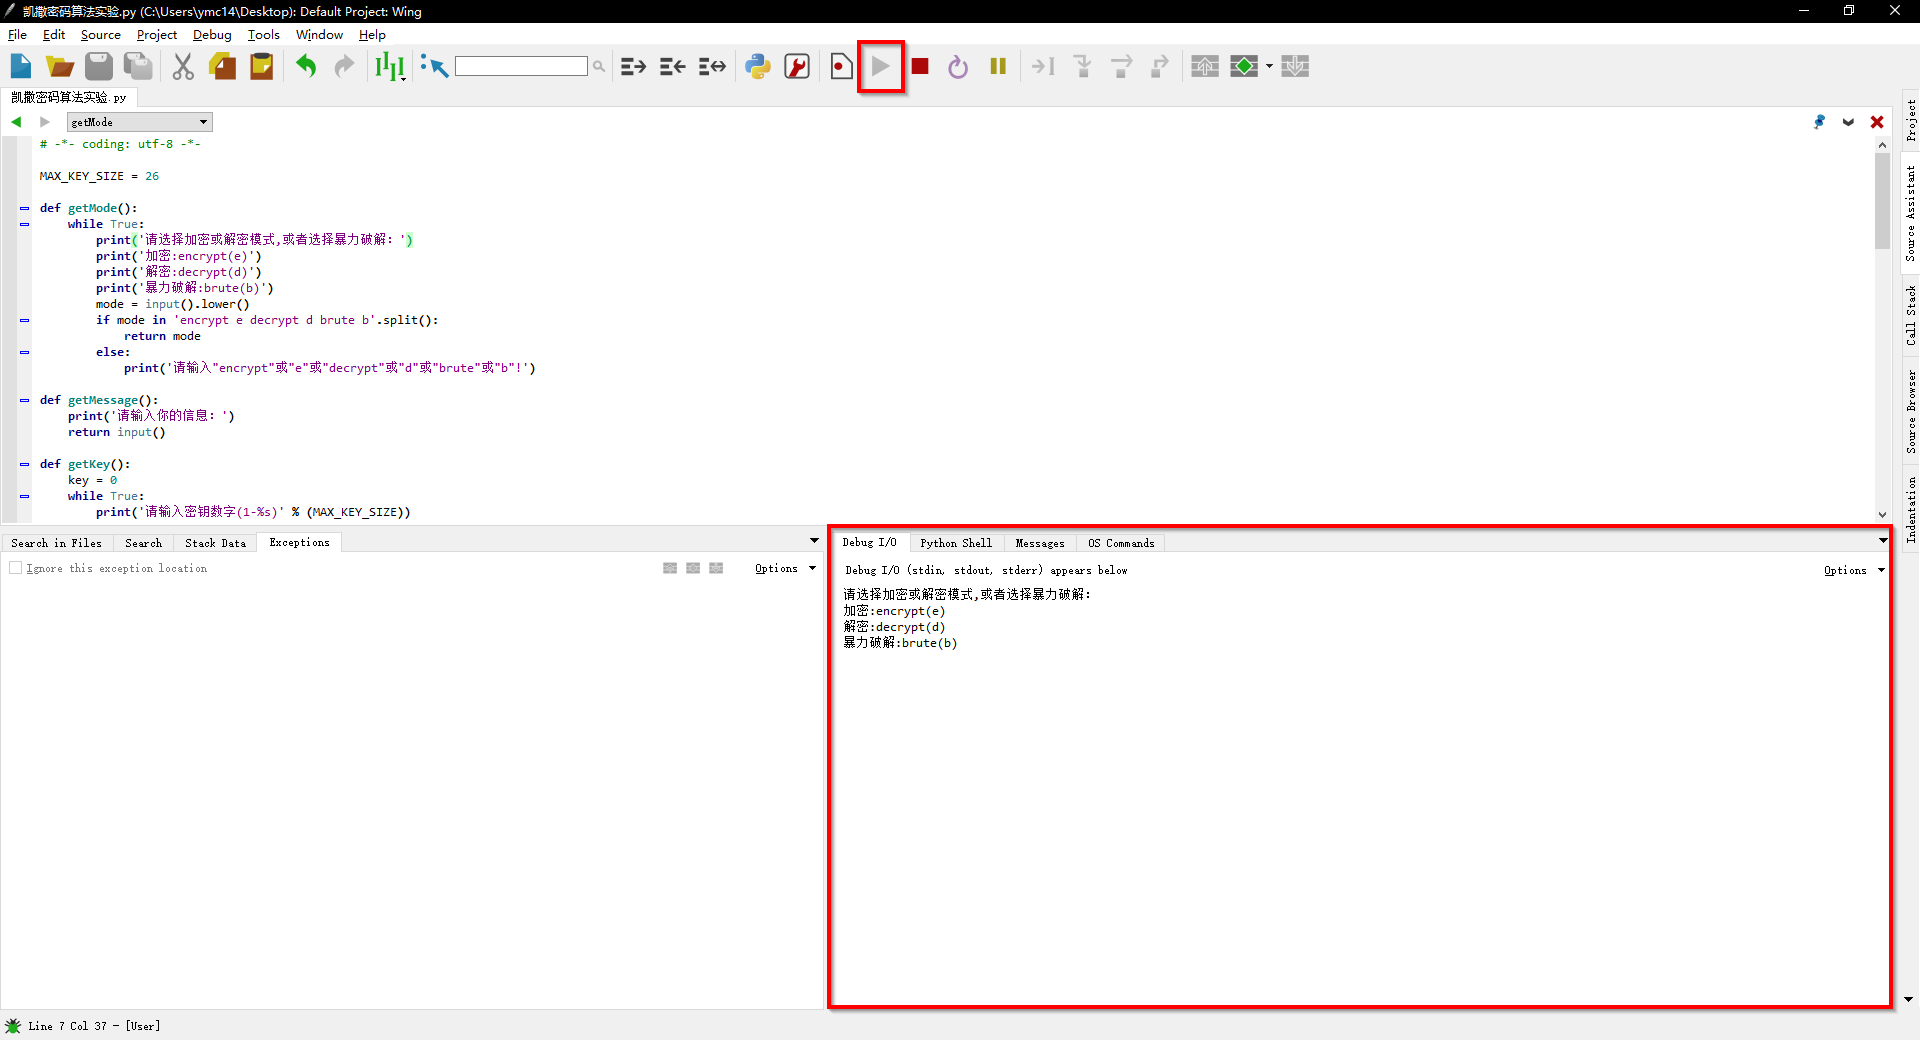 凯撒密码算法实验.py (C:\Users\ymc14\Desktop): Default Project: Wing
File Edit Source Project Debug Tools Window Help
凯撒密码算法实验.py
getMode
# -*- coding: utf-8 -*-
MAX_KEY_SIZE = 26
def getMode():
while True:
print('请选择加密或解密模式,或者选择暴力破解：')
print('加密:encrypt(e)')
print('解密:decrypt(d)')
print('暴力破解:brute(b)')
mode = input().lower()
if mode in 'encrypt e decrypt d brute b'.split():
return mode
else:
print('请输入"encrypt"或"e"或"decrypt"或"d"或"brute"或"b"!')
def getMessage():
print('请输入你的信息：')
return input()
def getKey():
key = 0
while True:
print('请输入密钥数字(1-%s)' % (MAX_KEY_SIZE))
Project
Source Assistant
Call Stack
Source Browser
Indentation
Search in Files Search Stack Data Exceptions
Ignore this exception location Options
Debug I/O Python Shell Messages OS Commands
Debug I/O (stdin, stdout, stderr) appears below Options
请选择加密或解密模式,或者选择暴力破解：
加密:encrypt(e)
解密:decrypt(d)
暴力破解:brute(b)
Line 7 Col 37 - [User]